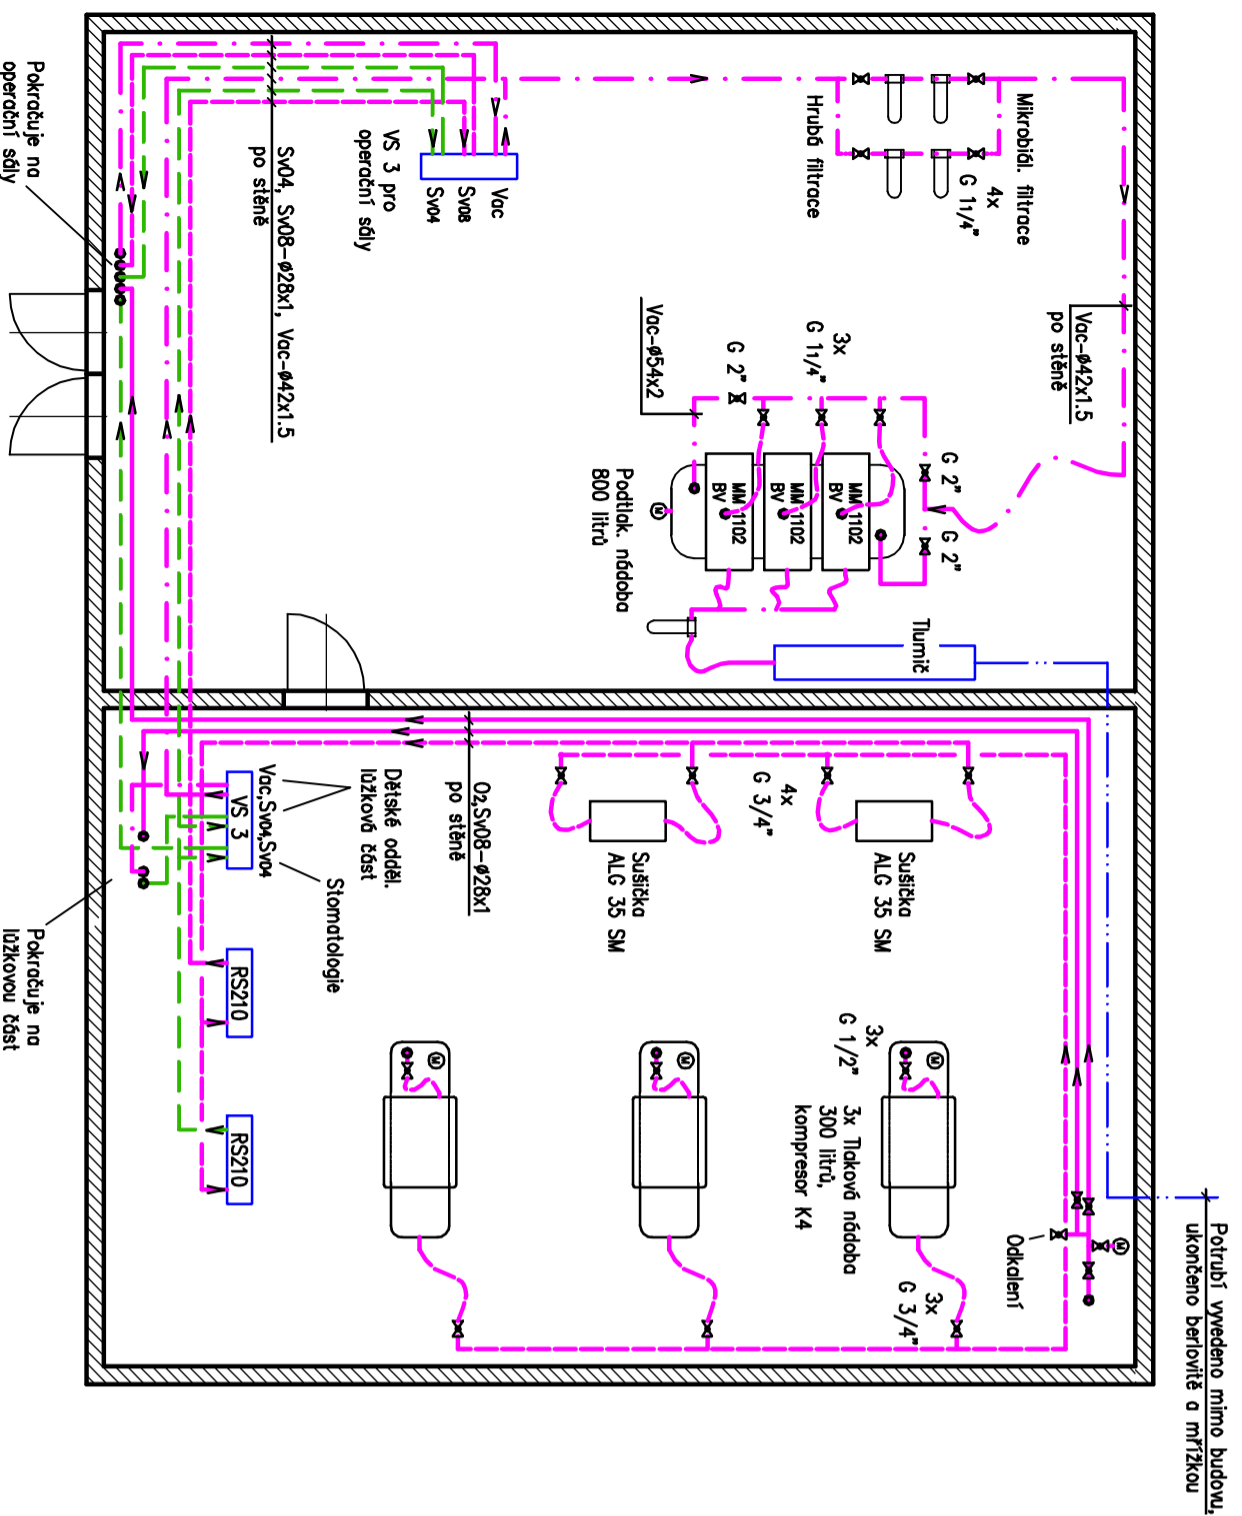 Potrubí vyvedeno mimo budovu,
ukončeno berlovitě a mřížkou
Vac-ø42x1.5
po stěně
Mikrobiál. filtrace
4x
G 11/4"
Hrubá filtrace
Vac
Sv08
Sv04
VS 3 pro
operační sály
Sv04, Sv08-ø28x1, Vac-ø42x1.5
po stěně
Pokračuje na
operační sály
G 2"
G 2"
3x
G 11/4"
G 2"
Vac-ø54x2
MM 1102
BV
MM 1102
BV
MM 1102
BV
M
Podtlak. nádoba
800 litrů
Tlumič
O2,Sv08-ø28x1
po stěně
4x
G 3/4"
Sušička
ALG 35 SM
Sušička
ALG 35 SM
Dětské odděl.
lůžková část
Vac,Sv04,Sv04
Stomatologie
VS 3
RS210
RS210
Pokračuje na
lůžkovou část
3x
G 1/2"
3x Tlaková nádoba
300 litrů,
kompresor K4
M
M
M
3x
G 3/4"
Odkalení
M